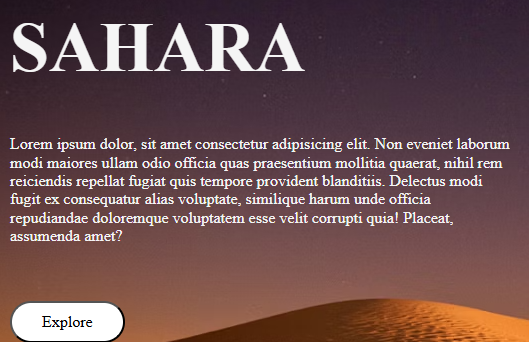 SAHARA
Lorem ipsum dolor, sit amet consectetur adipisicing elit. Non eveniet laborum
modi maiores ullam odio officia quas praesentium mollitia quaerat, nihil rem
reiciendis repellat fugiat quis tempore provident blanditiis. Delectus modi
fugit ex consequatur alias voluptate, similique harum unde officia
repudiandae doloremque voluptatem esse velit corrupti quia! Placeat,
assumenda amet?
Explore